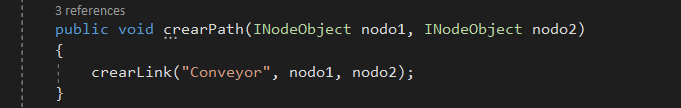 3 references
public void crearPath(INodeObject nodo1, INodeObject nodo2)
{
crearLink("Conveyor", nodo1, nodo2);
}